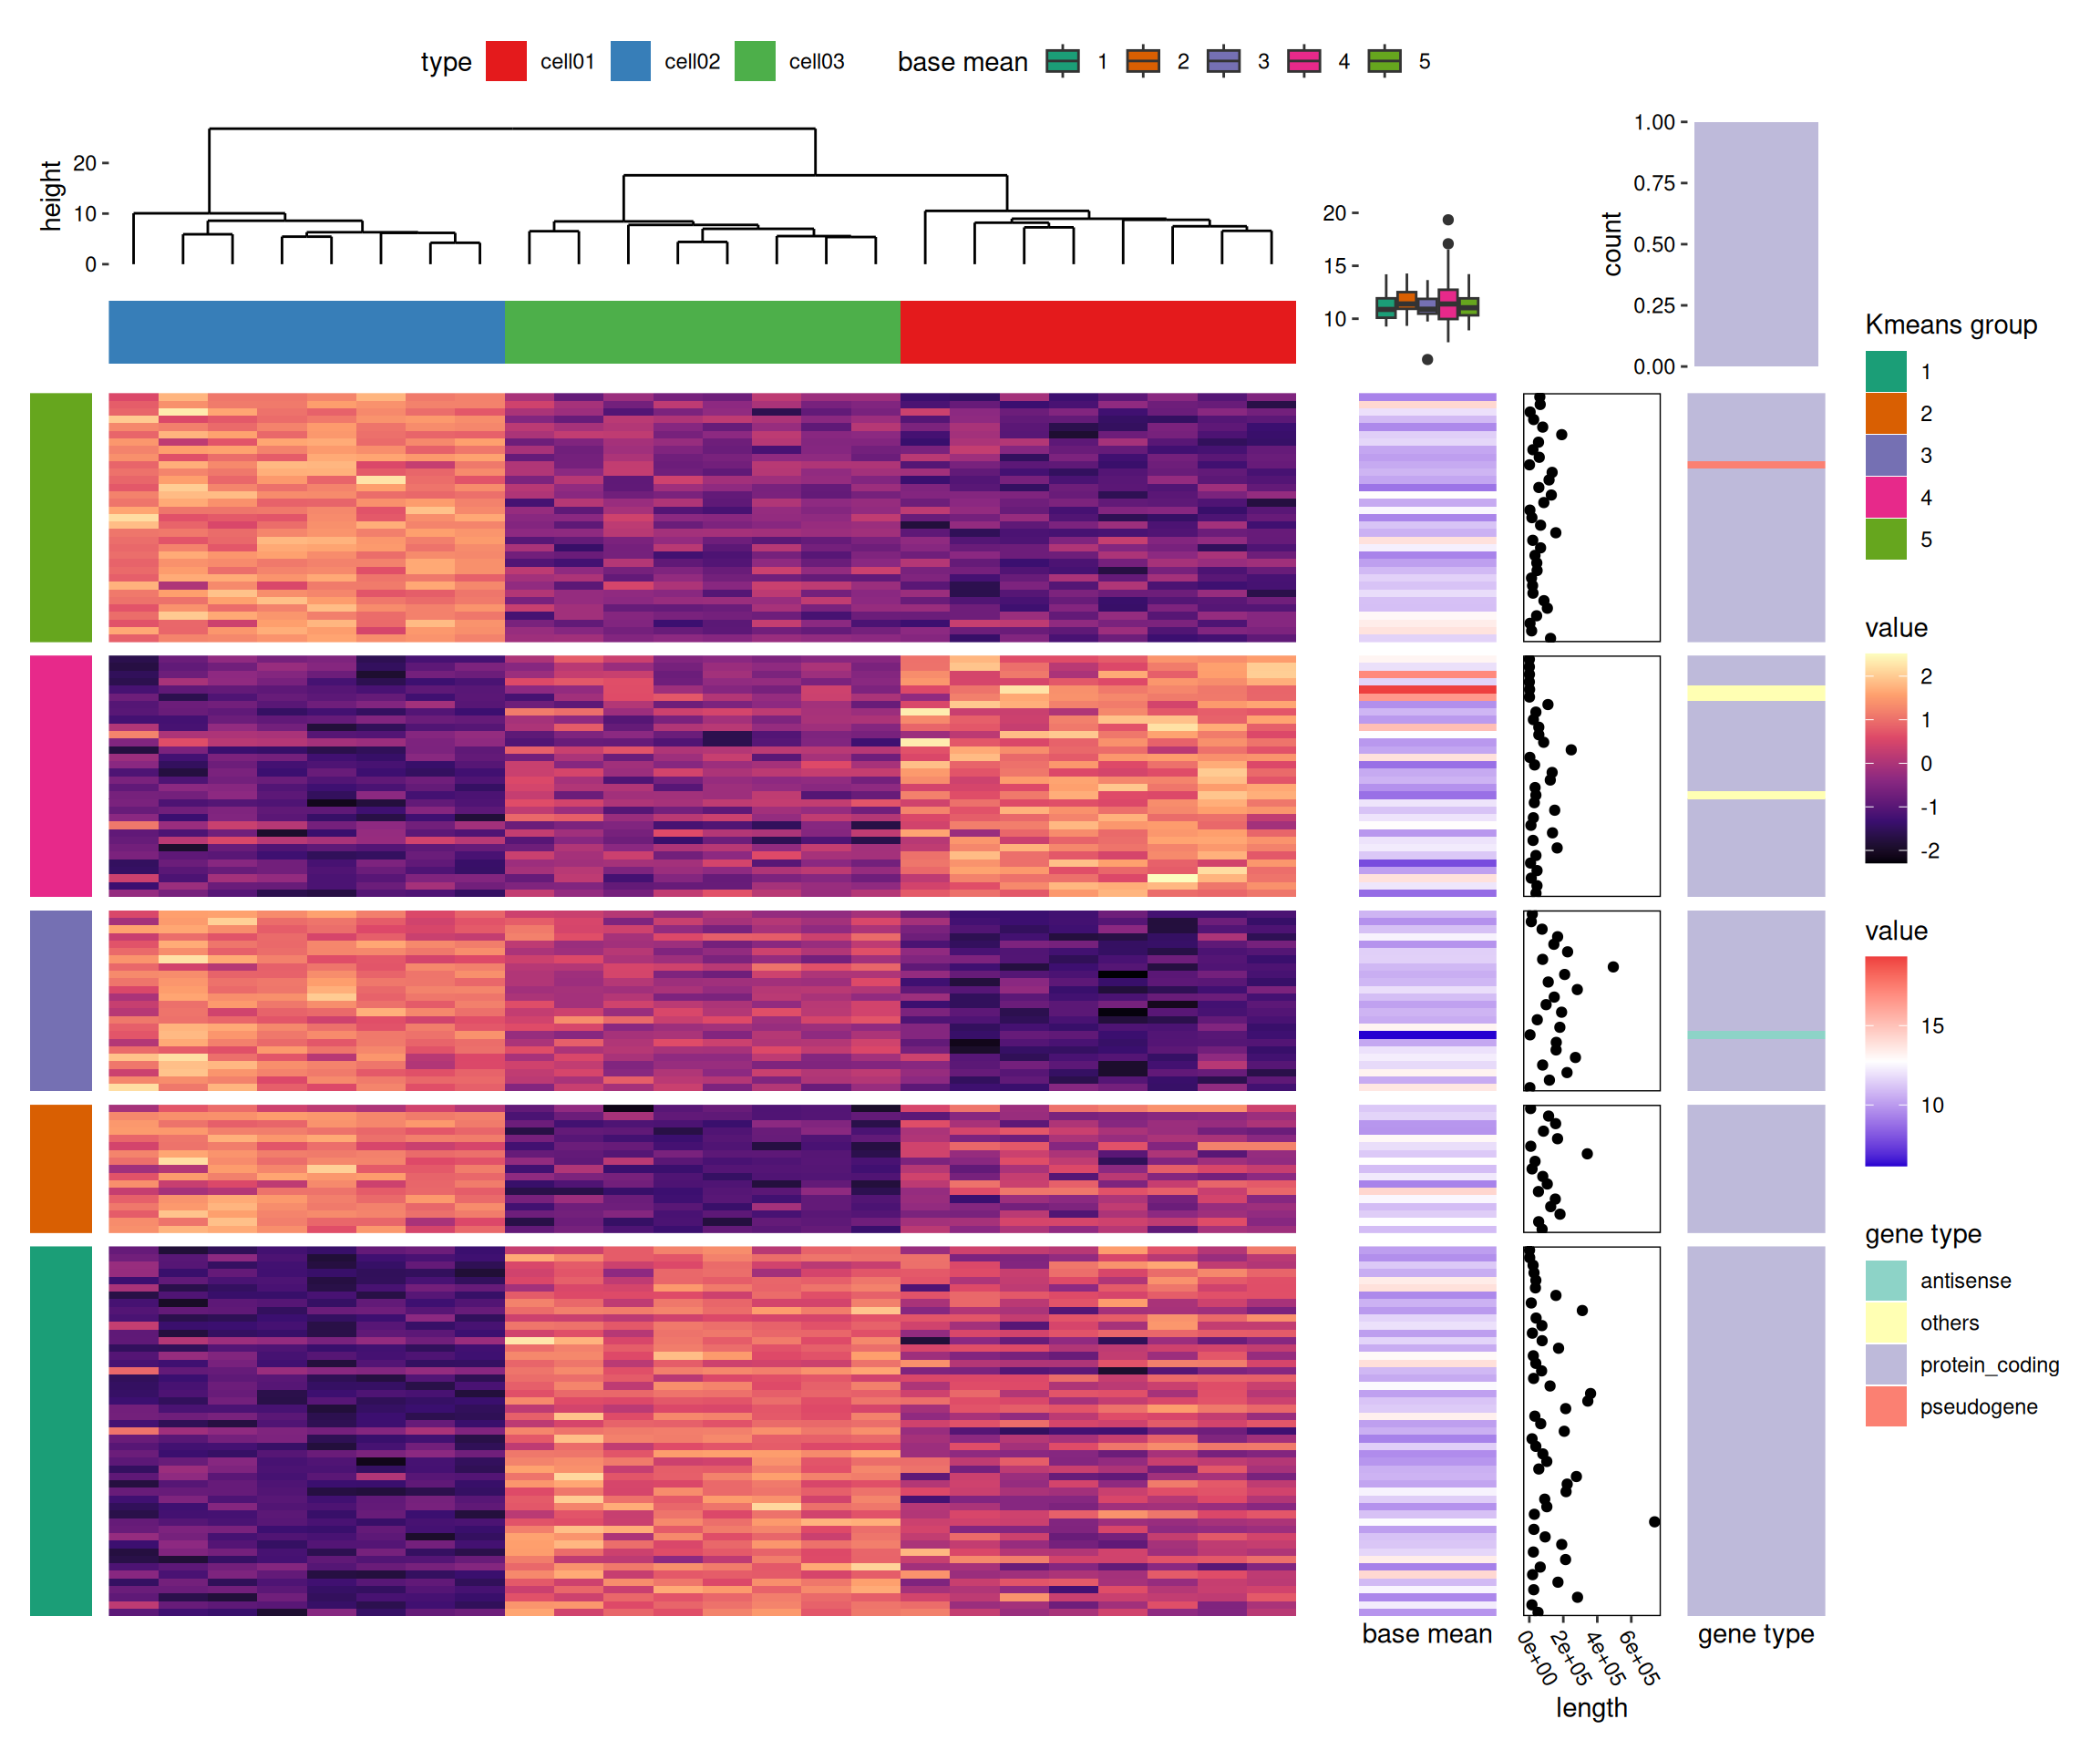 type cell01 cell02 cell03 base mean 1 2 3 4 5
height
20
10
0
20
15
10
count
1.00
0.75
0.50
0.25
0.00
Kmeans group
1
2
3
4
5
value
2
1
0
-1
-2
value
15
10
gene type
antisense
others
protein_coding
pseudogene
base mean
0e+00 2e+05 4e+05 6e+05
length
gene type